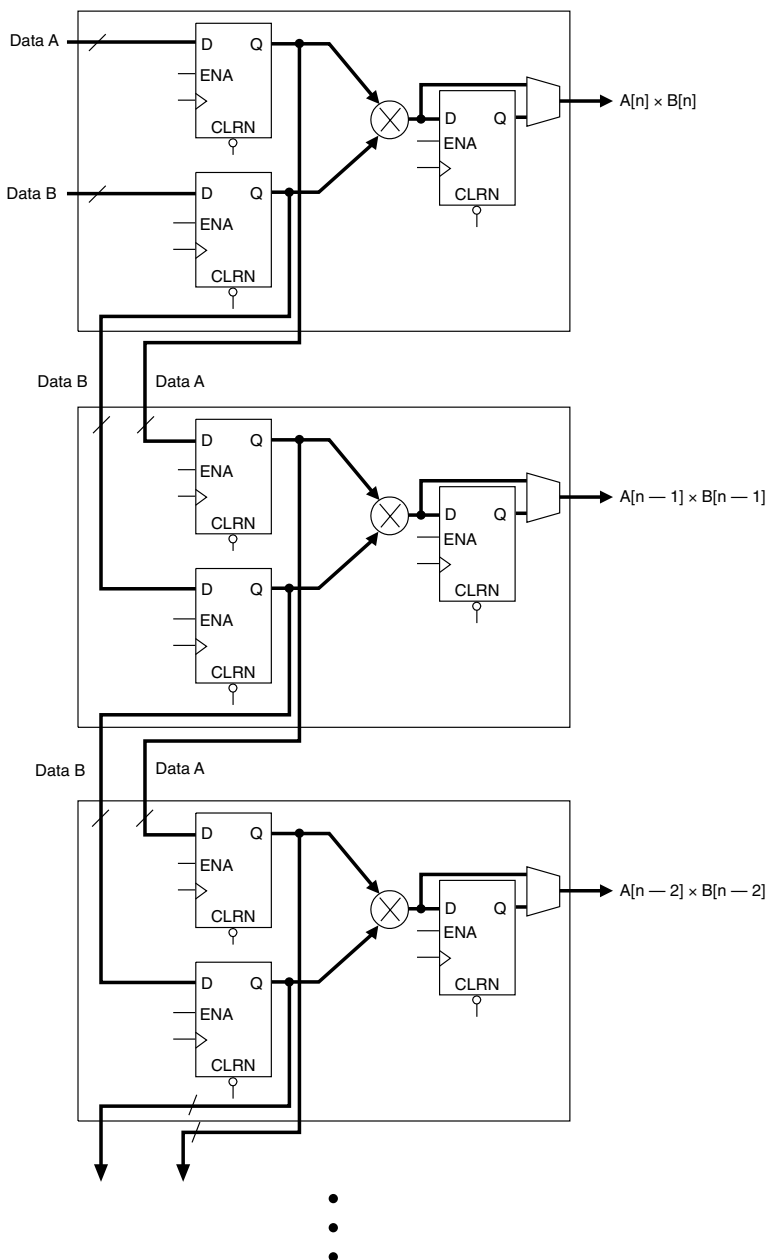 Data A
D Q
ENA
CLRN
A[n] × B[n]
D Q
ENA
CLRN
Data B
D Q
ENA
CLRN
Data B
Data A
D Q
ENA
CLRN
A[n — 1] × B[n — 1]
D Q
ENA
CLRN
D Q
ENA
CLRN
Data B
Data A
D Q
ENA
CLRN
A[n — 2] × B[n — 2]
D Q
ENA
CLRN
D Q
ENA
CLRN